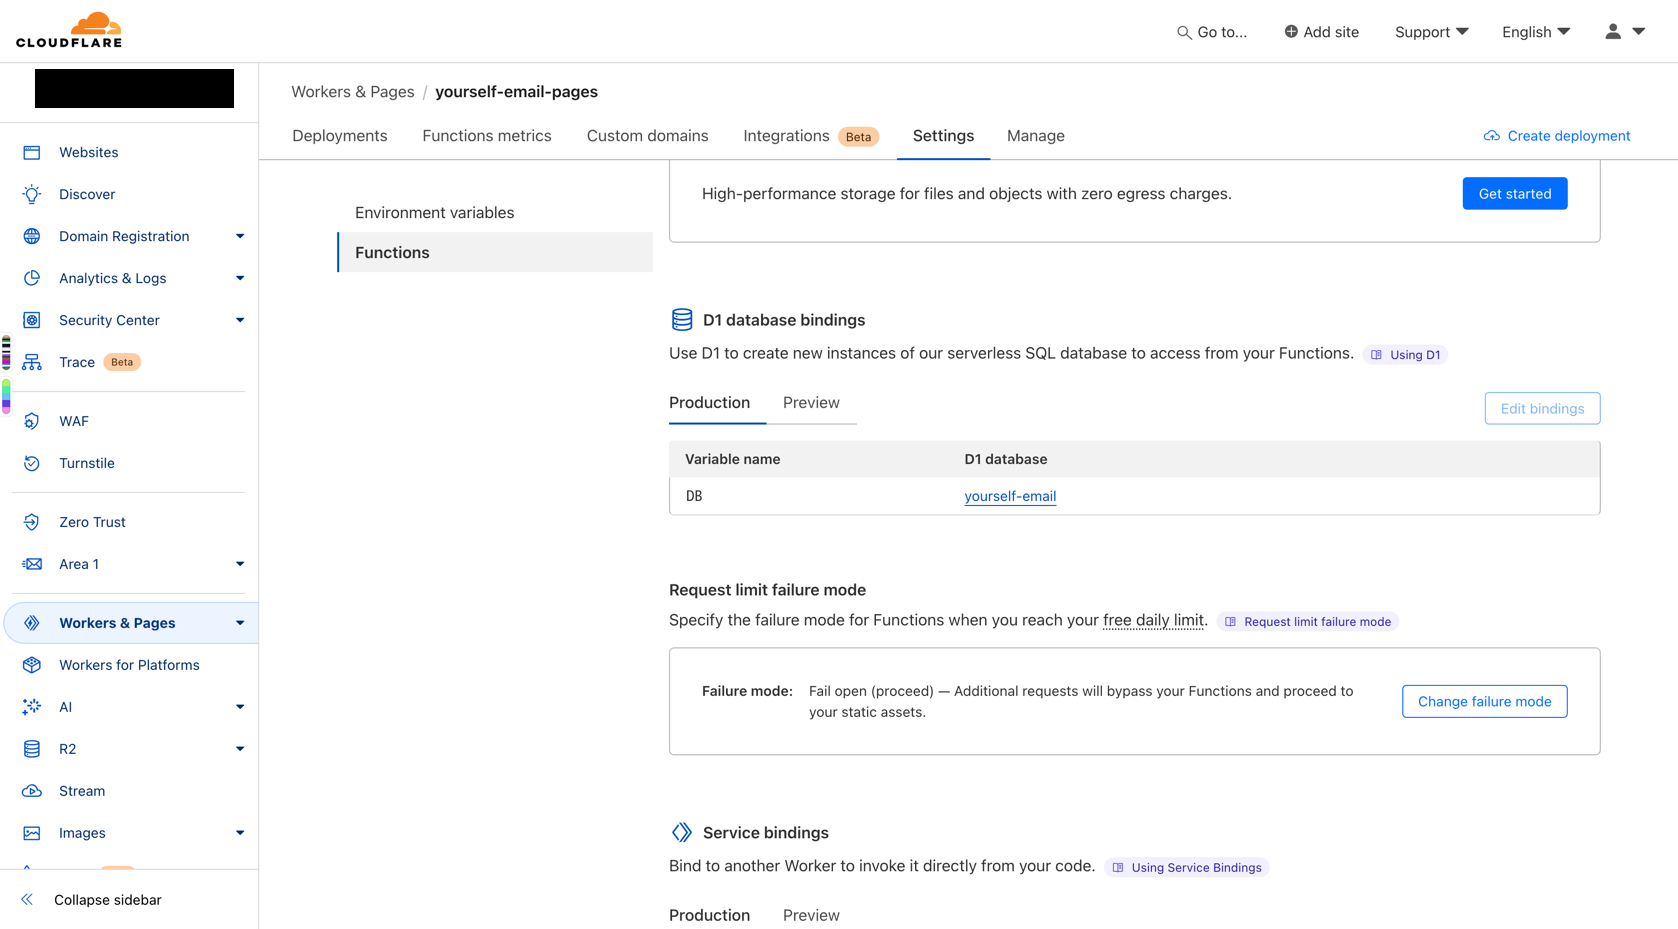 CLOUDFLARE
Go to...
Add site
Support
English
Websites
Discover
Domain Registration
Analytics & Logs
Security Center
Trace Beta
WAF
Turnstile
Zero Trust
Area 1
Workers & Pages
Workers for Platforms
AI
R2
Stream
Images
Collapse sidebar
Workers & Pages / yourself-email-pages
Deployments
Functions metrics
Custom domains
Integrations Beta
Settings
Manage
Create deployment
Environment variables
Functions
High-performance storage for files and objects with zero egress charges.
Get started
D1 database bindings
Use D1 to create new instances of our serverless SQL database to access from your Functions. Using D1
Production Preview
Edit bindings
Variable name D1 database
DB yourself-email
Request limit failure mode
Specify the failure mode for Functions when you reach your free daily limit. Request limit failure mode
Failure mode: Fail open (proceed) — Additional requests will bypass your Functions and proceed to
your static assets.
Change failure mode
Service bindings
Bind to another Worker to invoke it directly from your code. Using Service Bindings
Production Preview